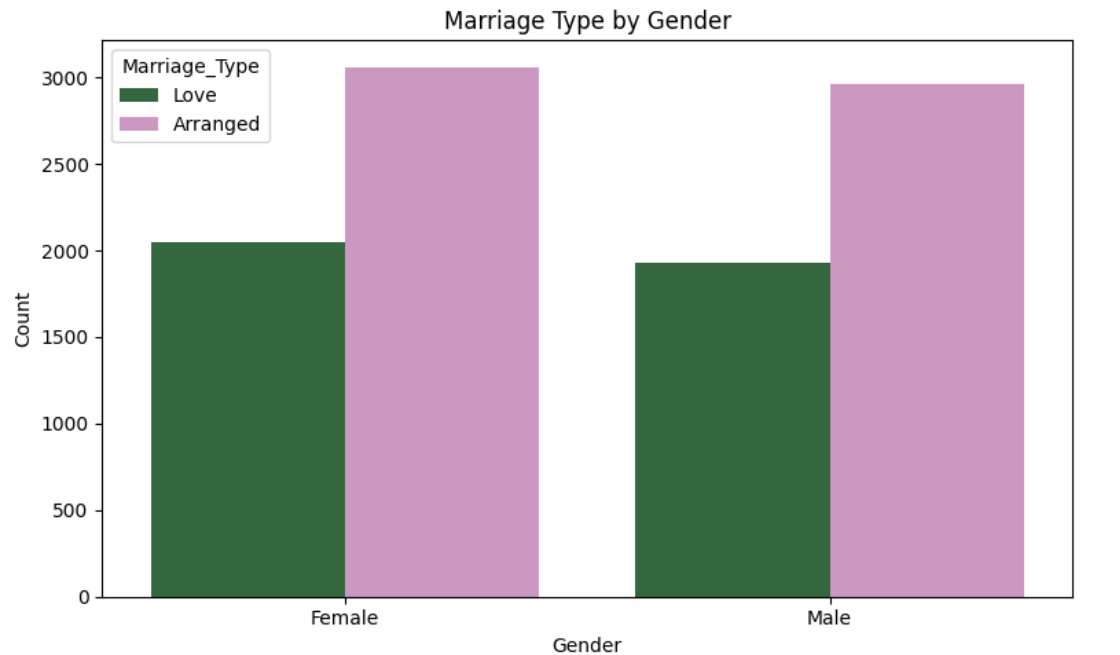 Marriage Type by Gender
Marriage_Type
Love
Arranged
3000
2500
2000
1500
1000
500
0
Count
Female
Male
Gender